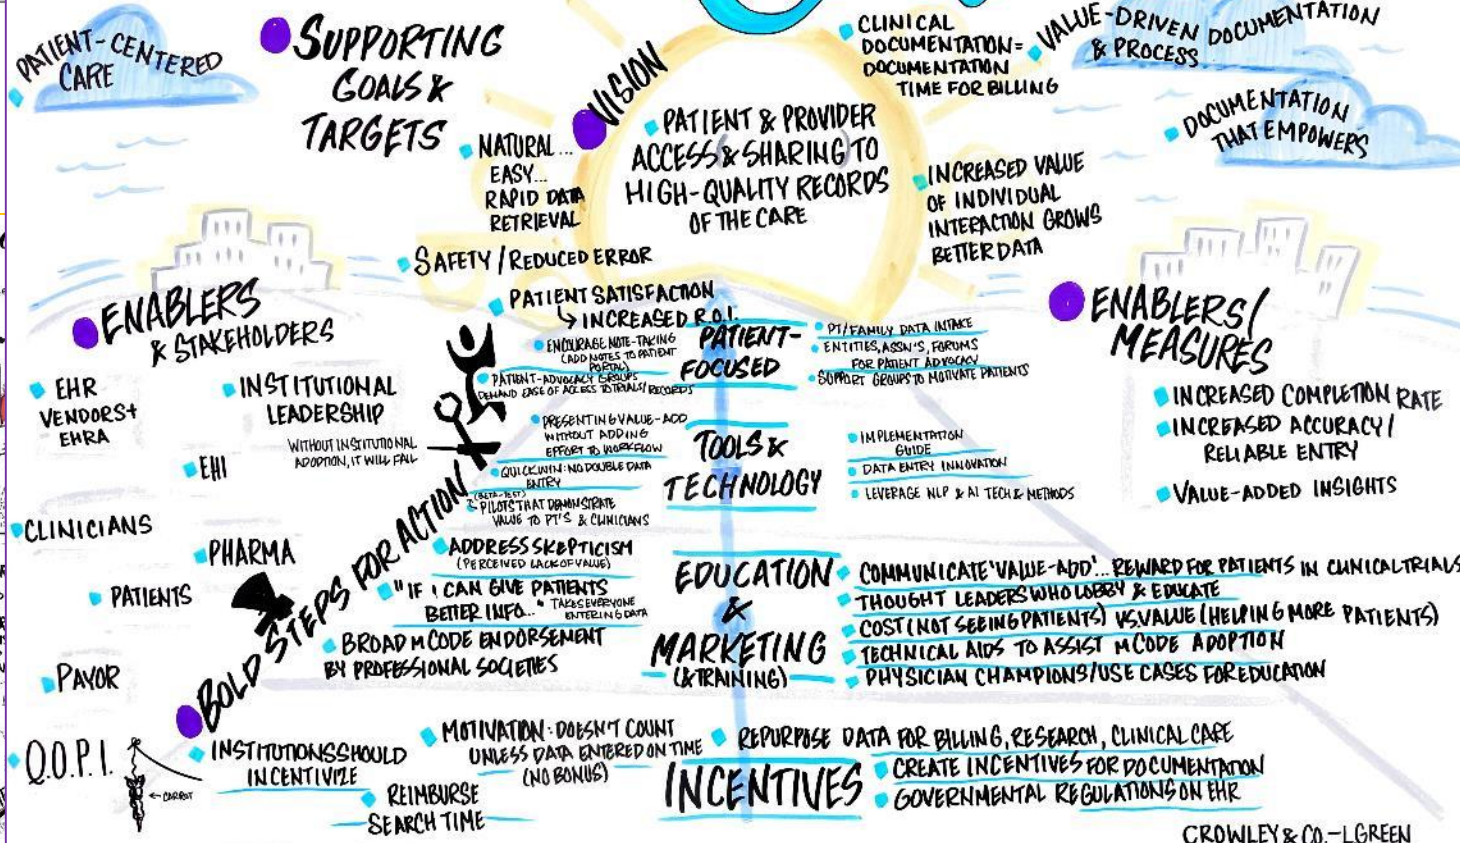 PATIENT-CENTERED
CARE
SUPPORTING
GOALS &
TARGETS
NATURAL...
EASY...
RAPID DATA
RETRIEVAL
SAFETY / REDUCED ERROR
PATIENT SATISFACTION
↳ INCREASED R.O.I.
VISION
PATIENT & PROVIDER
ACCESS & SHARING TO
HIGH-QUALITY RECORDS
OF THE CARE
CLINICAL
DOCUMENTATION =
DOCUMENTATION
TIME FOR BILLING
VALUE-DRIVEN DOCUMENTATION
& PROCESS
DOCUMENTATION
THAT EMPOWERS
INCREASED VALUE
OF INDIVIDUAL
INTERACTION GROWS
BETTER DATA
ENABLERS
& STAKEHOLDERS
EHR
VENDORS +
EHRA
INSTITUTIONAL
LEADERSHIP
WITHOUT INSTITUTIONAL
ADOPTION, IT WILL FAIL
EHI
CLINICIANS
PHARMA
PATIENTS
PAYOR
Q.O.P.I.
← CARROT
ENABLERS/
MEASURES
INCREASED COMPLETION RATE
INCREASED ACCURACY /
RELIABLE ENTRY
VALUE-ADDED INSIGHTS
BOLD STEPS FOR ACTION
PATIENT-
FOCUSED
ENCOURAGE NOTE-TAKING
(ADD NOTES TO PATIENT
PORTAL)
PATIENT-ADVOCACY GROUPS
DEMAND EASE OF ACCESS TO TRIALS/RECORDS
PT/FAMILY DATA INTAKE
ENTITIES, ASSN'S, FORUMS
FOR PATIENT ADVOCACY
SUPPORT GROUPS TO MOTIVATE PATIENTS
TOOLS &
TECHNOLOGY
PRESENTING VALUE-ADD
WITHOUT ADDING
EFFORT TO WORKFLOW
QUICK WIN: NO DOUBLE DATA
ENTRY
(BETA-TEST)
PILOTS THAT DEMONSTRATE
VALUE TO PT'S & CLINICIANS
IMPLEMENTATION
GUIDE
DATA ENTRY INNOVATION
LEVERAGE NLP & AI TECH & METHODS
EDUCATION
&
MARKETING
(& TRAINING)
ADDRESS SKEPTICISM
(PERCEIVED LACK OF VALUE)
"IF I CAN GIVE PATIENTS
BETTER INFO..." TAKES EVERYONE
ENTERING DATA
BROAD mCODE ENDORSEMENT
BY PROFESSIONAL SOCIETIES
COMMUNICATE 'VALUE-ADD'... REWARD FOR PATIENTS IN CLINICAL TRIALS
THOUGHT LEADERS WHO LOBBY & EDUCATE
COST (NOT SEEING PATIENTS) VS. VALUE (HELPING MORE PATIENTS)
TECHNICAL AIDS TO ASSIST mCODE ADOPTION
PHYSICIAN CHAMPIONS/USE CASES FOR EDUCATION
INCENTIVES
INSTITUTIONS SHOULD
INCENTIVIZE
MOTIVATION: DOESN'T COUNT
UNLESS DATA ENTERED ON TIME
(NO BONUS)
REIMBURSE
SEARCH TIME
REPURPOSE DATA FOR BILLING, RESEARCH, CLINICAL CARE
CREATE INCENTIVES FOR DOCUMENTATION
GOVERNMENTAL REGULATIONS ON EHR
CROWLEY & CO. - L GREEN